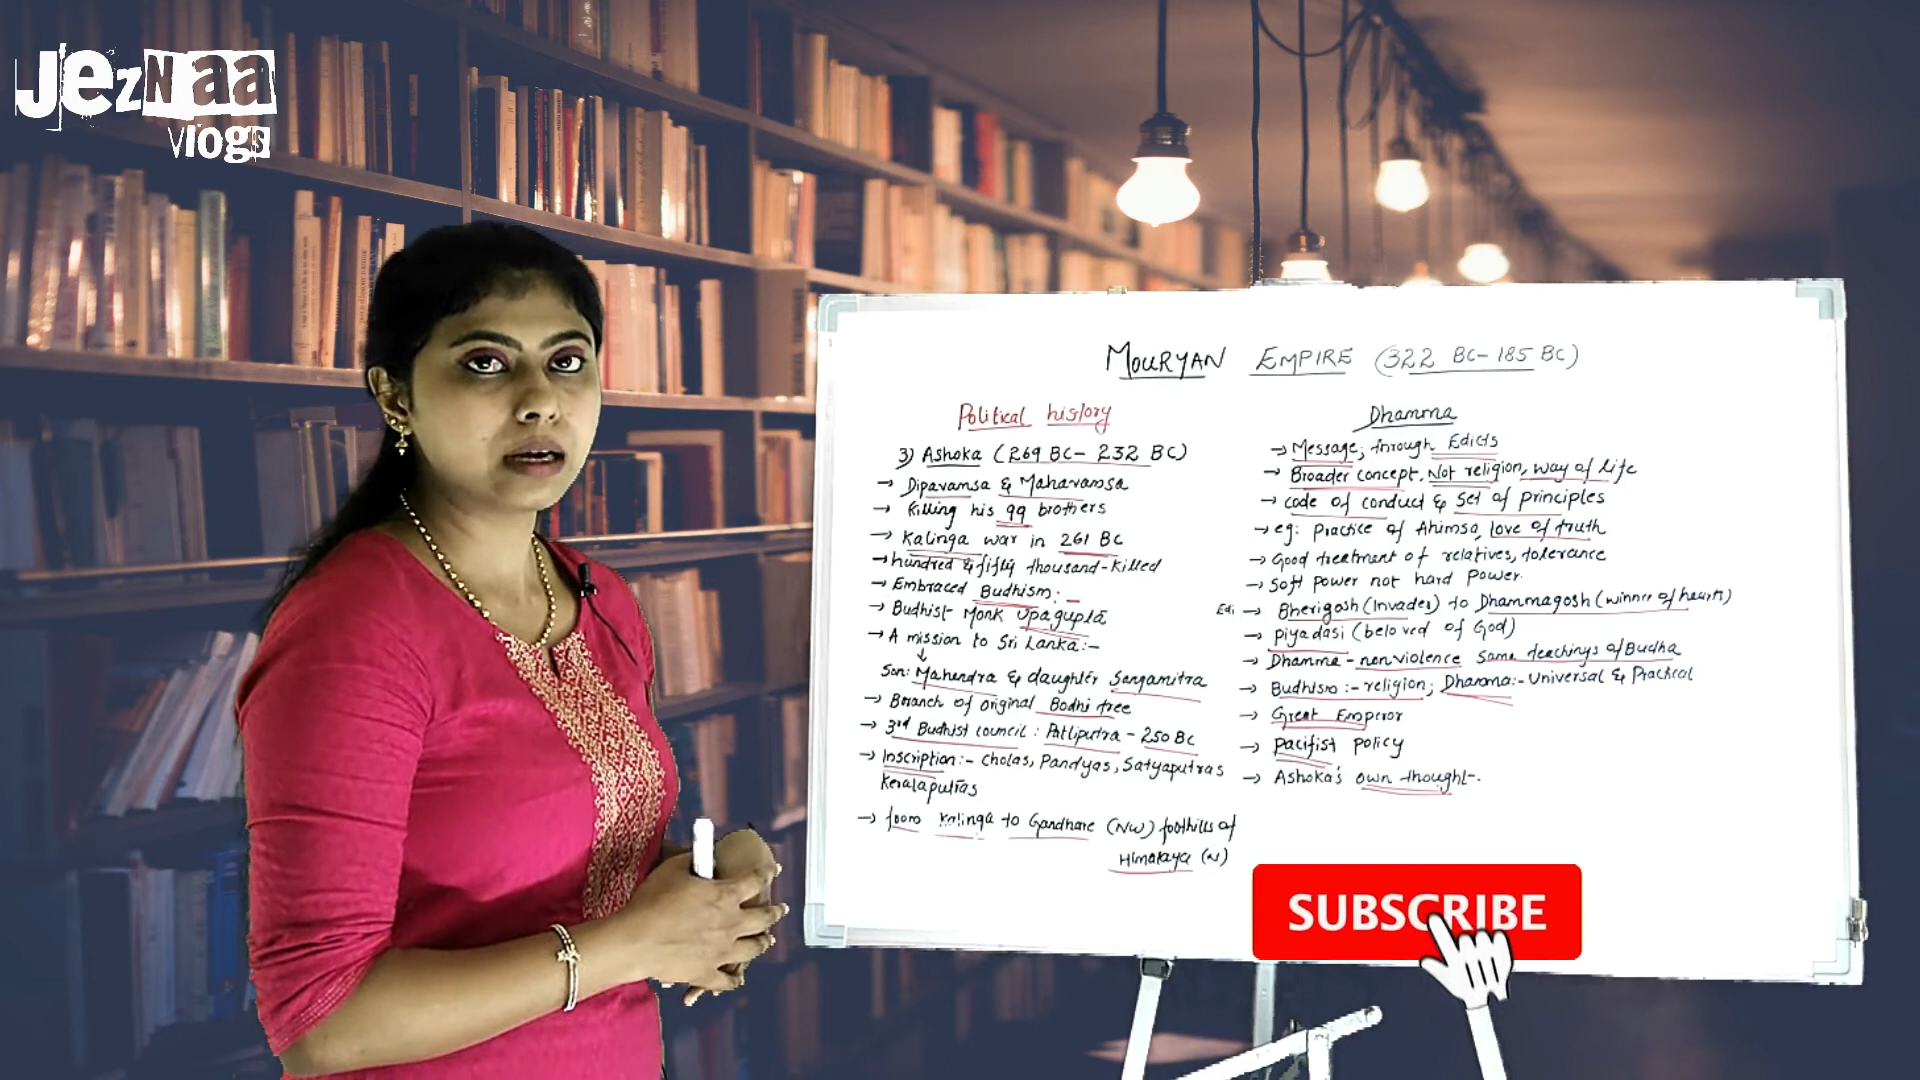 Jeznaa
vlogs
MOURYAN EMPIRE (322 BC- 185 BC)
Political history
3) Ashoka (269 BC- 232 BC)
→ Dipavamsa & Mahavamsa
→ Killing his 99 brothers
→ Kalinga war in 261 BC
→ hundred & fifty thousand-killed
→ Embraced Budhism: -
→ Budhist Monk Upagupta
→ A mission to Sri Lanka:-
↓
Son: Mahendra & daughter Sangamitra
→ Branch of original Bodhi tree
→ 3rd Budhist council : Patliputra - 250 BC
→ Inscription:- Cholas, Pandyas, Satyaputras
Keralaputras
→ from Kalinga to Gandhare (NW) foothills of
Himalaya (N)
Dhamma
→ Message, through Edicts
→ Broader concept. Not religion, way of life
→ code of conduct & set of principles
→ eg: Practice of Ahimsa, love of truth
→ Good treatment of relatives, tolerance
→ Soft power not hard power.
Edi → Bherigosh (Invader) to Dhammagosh (winner of hearts)
→ piyadasi (beloved of God)
→ Dhamma - nonviolence Same teachings of Budha
→ Budhism :- religion; Dhamma:- Universal & Practical
→ Great Emperor
→ Pacifist policy
→ Ashoka's own thought-.
SUBSCRIBE